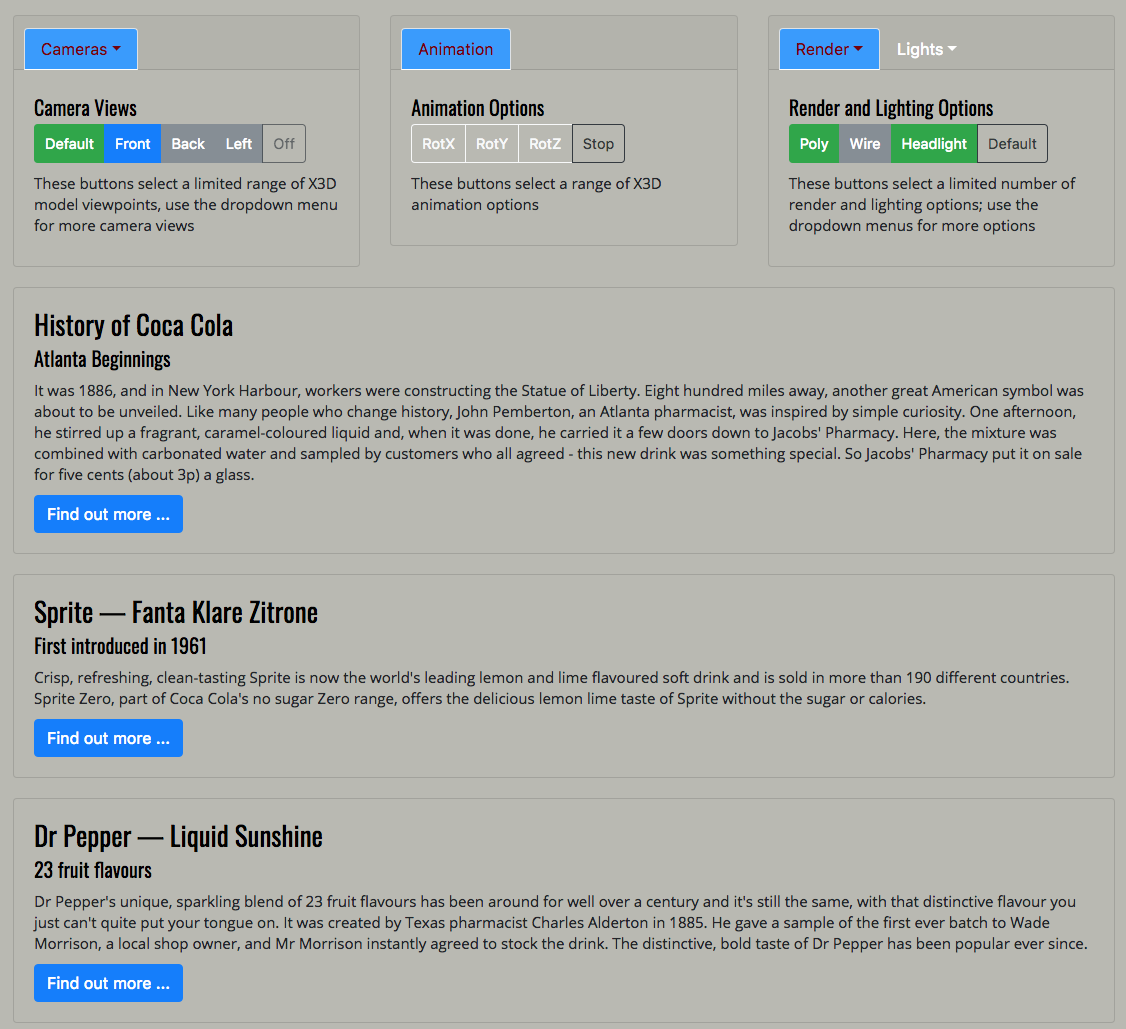 Cameras
Camera Views
Default Front Back Left Off
These buttons select a limited range of X3D
model viewpoints, use the dropdown menu
for more camera views
Animation
Animation Options
RotX RotY RotZ Stop
These buttons select a range of X3D
animation options
Render Lights
Render and Lighting Options
Poly Wire Headlight Default
These buttons select a limited number of
render and lighting options; use the
dropdown menus for more options
History of Coca Cola
Atlanta Beginnings
It was 1886, and in New York Harbour, workers were constructing the Statue of Liberty. Eight hundred miles away, another great American symbol was
about to be unveiled. Like many people who change history, John Pemberton, an Atlanta pharmacist, was inspired by simple curiosity. One afternoon,
he stirred up a fragrant, caramel-coloured liquid and, when it was done, he carried it a few doors down to Jacobs' Pharmacy. Here, the mixture was
combined with carbonated water and sampled by customers who all agreed - this new drink was something special. So Jacobs' Pharmacy put it on sale
for five cents (about 3p) a glass.
Find out more ...
Sprite — Fanta Klare Zitrone
First introduced in 1961
Crisp, refreshing, clean-tasting Sprite is now the world's leading lemon and lime flavoured soft drink and is sold in more than 190 different countries.
Sprite Zero, part of Coca Cola's no sugar Zero range, offers the delicious lemon lime taste of Sprite without the sugar or calories.
Find out more ...
Dr Pepper — Liquid Sunshine
23 fruit flavours
Dr Pepper's unique, sparkling blend of 23 fruit flavours has been around for well over a century and it's still the same, with that distinctive flavour you
just can't quite put your tongue on. It was created by Texas pharmacist Charles Alderton in 1885. He gave a sample of the first ever batch to Wade
Morrison, a local shop owner, and Mr Morrison instantly agreed to stock the drink. The distinctive, bold taste of Dr Pepper has been popular ever since.
Find out more ...